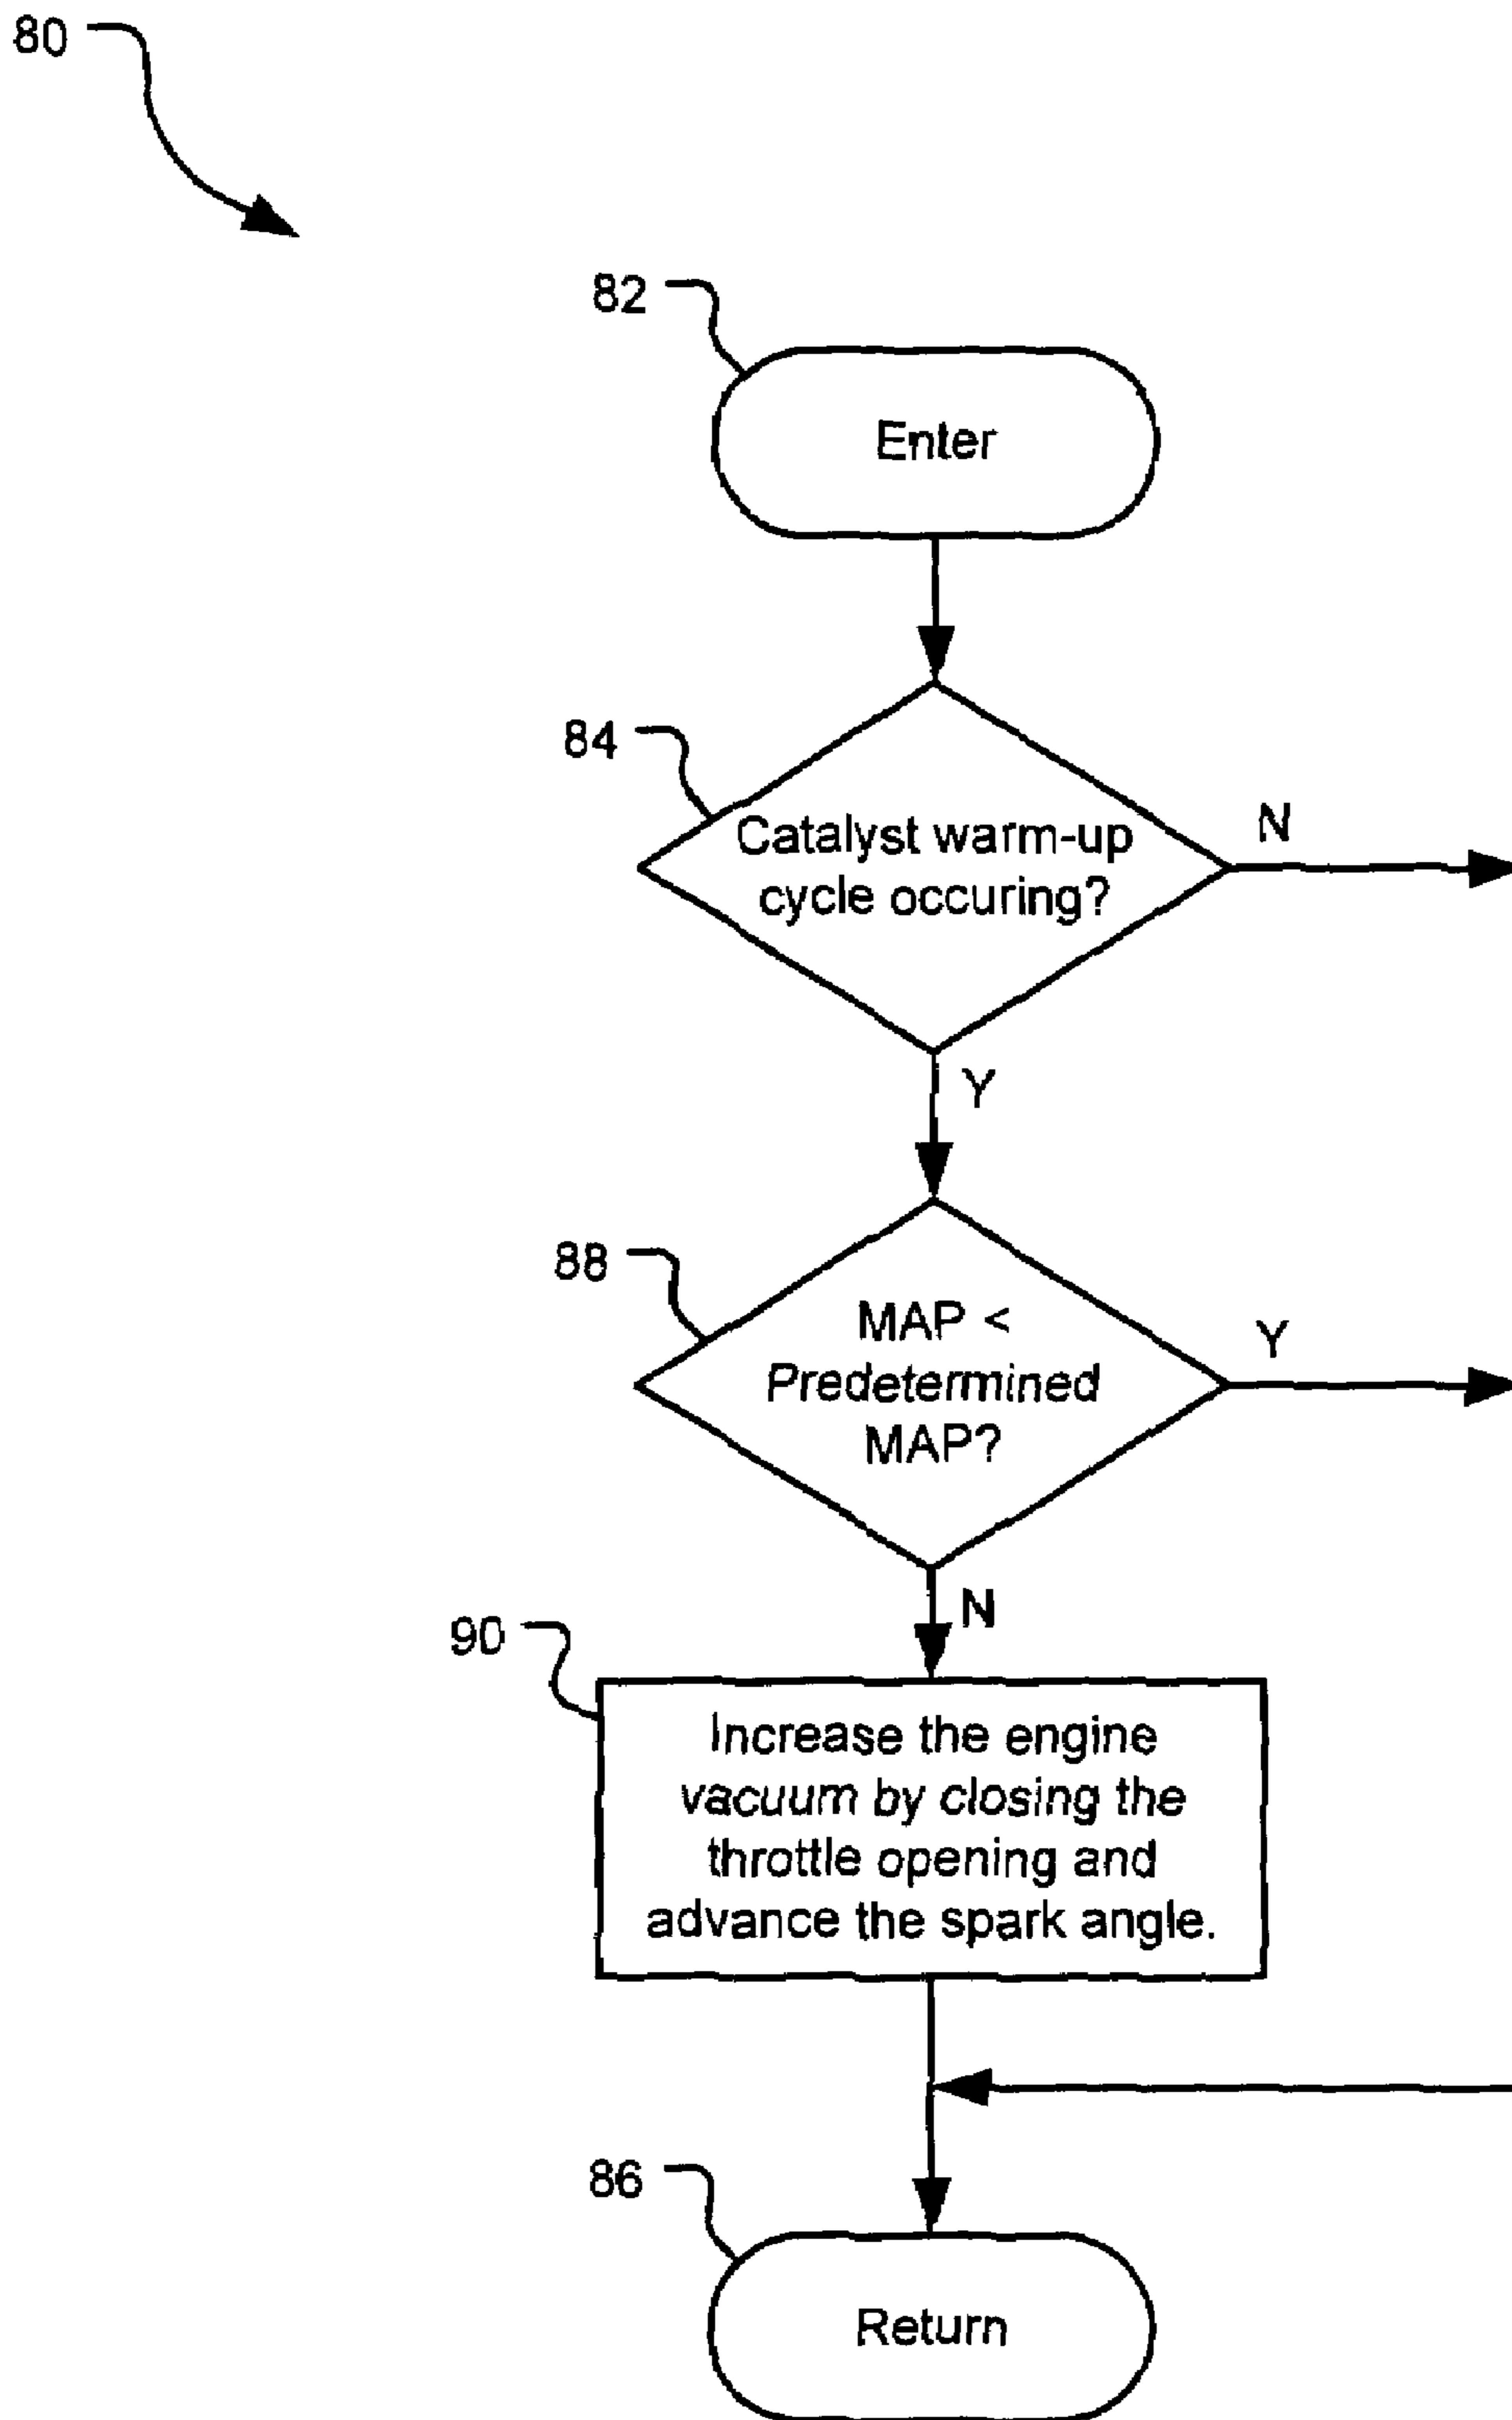 80
82
Enter
84
Catalyst warm-up
cycle occuring?
N
Y
88
MAP <
Predetermined
MAP?
Y
N
90
Increase the engine
vacuum by closing the
throttle opening and
advance the spark angle.
86
Return